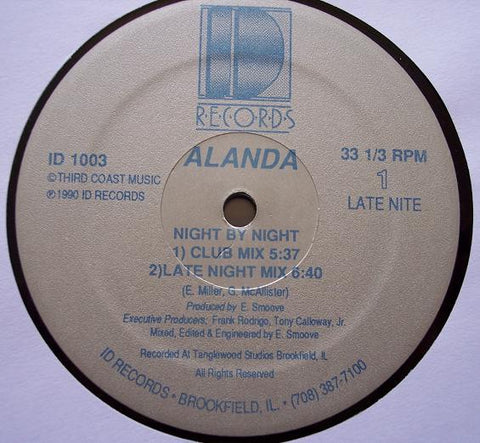 ID
R·E·C·O·R·D·S
ID 1003
ALANDA
33 1/3 RPM
©THIRD COAST MUSIC
1
℗1990 ID RECORDS
LATE NITE
NIGHT BY NIGHT
1) CLUB MIX 5:37
2)LATE NIGHT MIX 6:40
(E. Miller, G. McAllister)
Produced by E. Smoove
Executive Producers; Frank Rodrigo, Tony Calloway, Jr.
Mixed, Edited & Engineered by E. Smoove
Recorded At Tanglewood Studios Brookfield, IL
All Rights Reserved
ID RECORDS • BROOKFIELD, IL. • (708) 387-7100